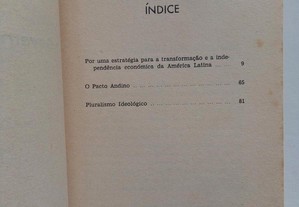 ÍNDICE
Por uma estratégia para a transformação e a inde-
pendência económica da América Latina ..... 9
O Pacto Andino ..... 65
Pluralismo Ideológico ..... 81